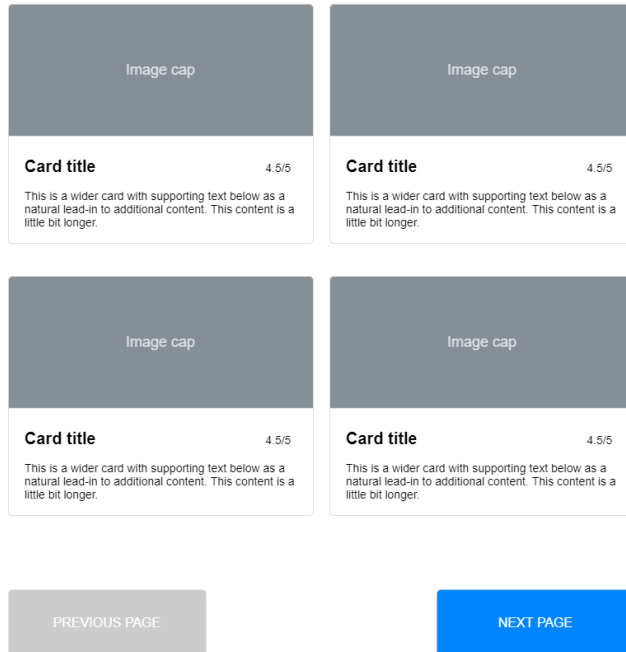 Image cap
Image cap
Card title 4.5/5
This is a wider card with supporting text below as a
natural lead-in to additional content. This content is a
little bit longer.
Card title 4.5/5
This is a wider card with supporting text below as a
natural lead-in to additional content. This content is a
little bit longer.
Image cap
Image cap
Card title 4.5/5
This is a wider card with supporting text below as a
natural lead-in to additional content. This content is a
little bit longer.
Card title 4.5/5
This is a wider card with supporting text below as a
natural lead-in to additional content. This content is a
little bit longer.
PREVIOUS PAGE
NEXT PAGE